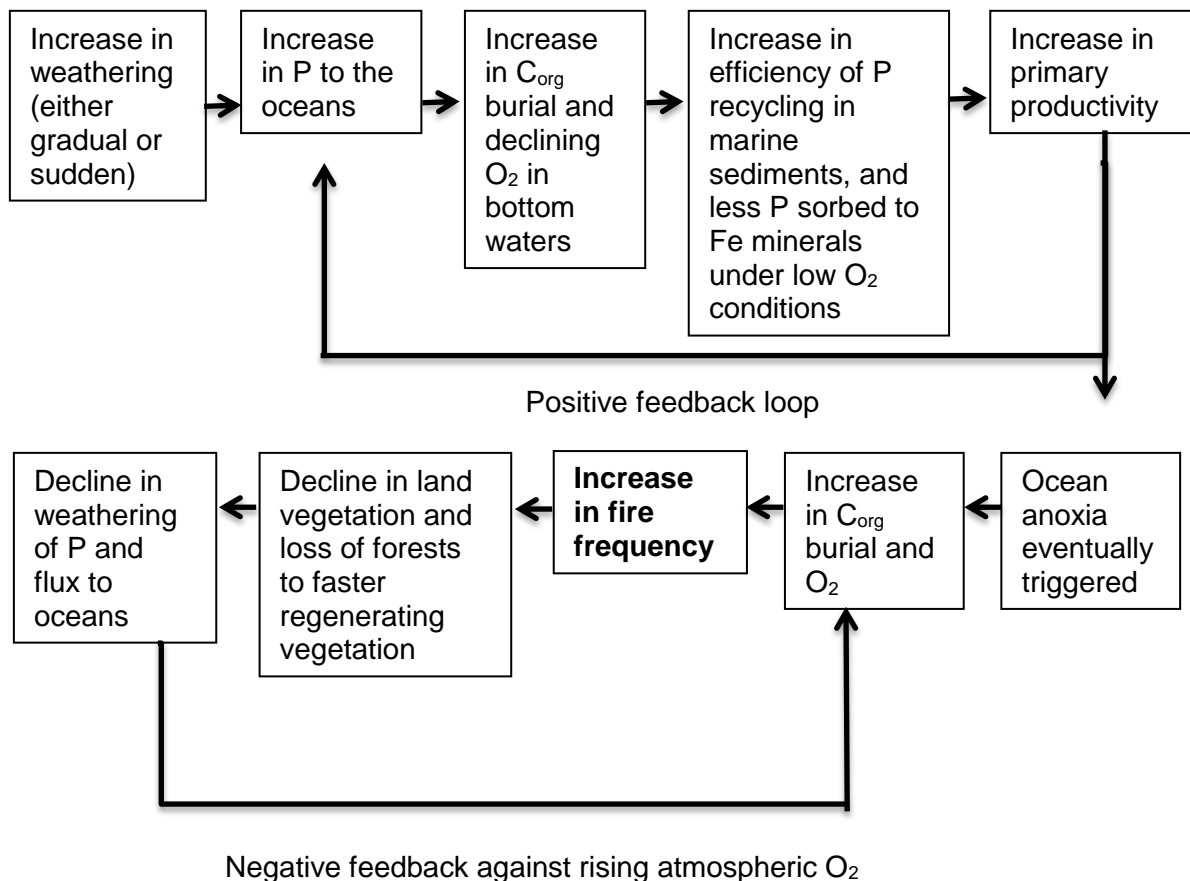 Increase in
weathering
(either
gradual or
sudden)
Increase
in P to the
oceans
Increase
in Corg
burial and
declining
O2 in
bottom
waters
Increase in
efficiency of P
recycling in
marine
sediments, and
less P sorbed to
Fe minerals
under low O2
conditions
Increase in
primary
productivity
Positive feedback loop
Ocean
anoxia
eventually
triggered
Increase
in Corg
burial and
O2
Increase
in fire
frequency
Decline in land
vegetation and
loss of forests
to faster
regenerating
vegetation
Decline in
weathering
of P and
flux to
oceans
Negative feedback against rising atmospheric O2